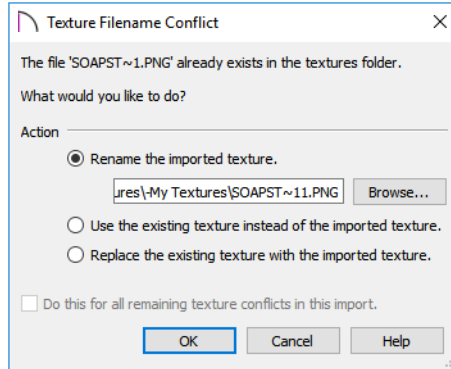 Texture Filename Conflict
The file 'SOAPST~1.PNG' already exists in the textures folder.
What would you like to do?
Action
Rename the imported texture.
ures\-My Textures\SOAPST~11.PNG Browse...
Use the existing texture instead of the imported texture.
Replace the existing texture with the imported texture.
Do this for all remaining texture conflicts in this import.
OK Cancel Help